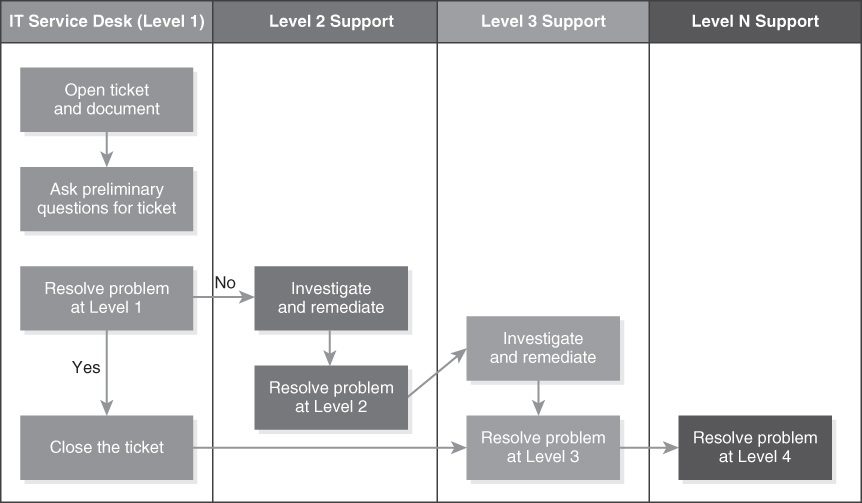 IT Service Desk (Level 1)
Level 2 Support
Level 3 Support
Level N Support
Open ticket
and document
Ask preliminary
questions for ticket
Resolve problem
at Level 1
No
Investigate
and remediate
Yes
Resolve problem
at Level 2
Investigate
and remediate
Close the ticket
Resolve problem
at Level 3
Resolve problem
at Level 4